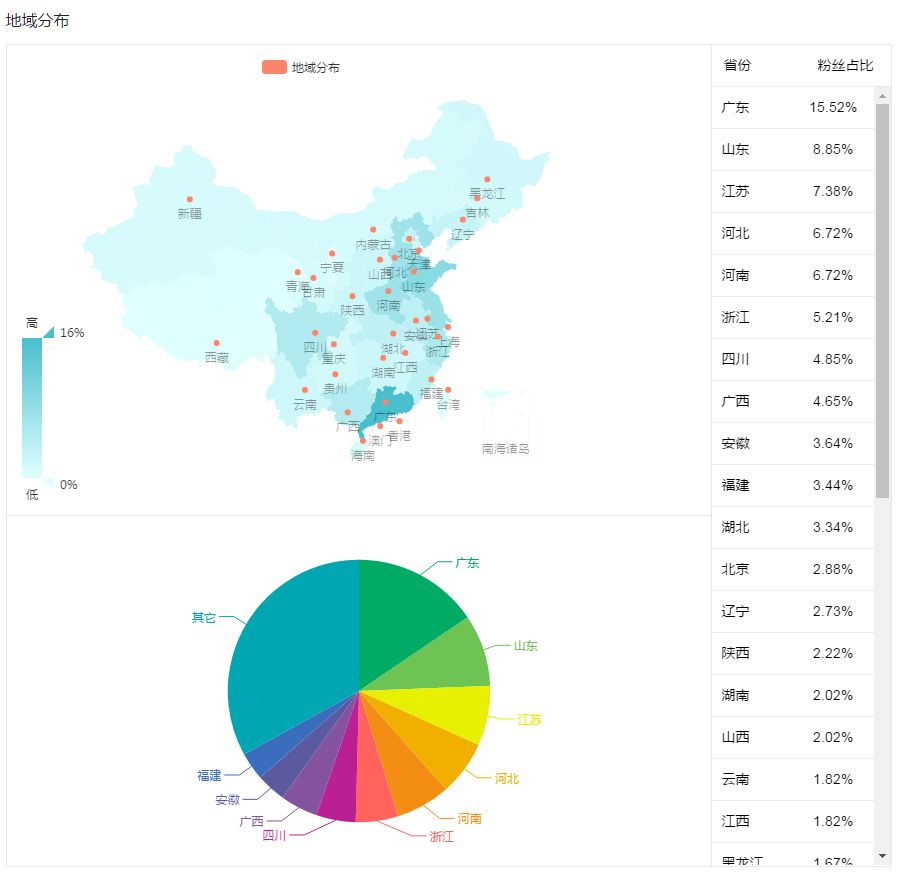 地域分布
地域分布
新疆
黑龙江
吉林
辽宁
内蒙古
北京
天津
宁夏
山西
河北
山东
青海
甘肃
陕西
河南
四川
重庆
湖北
安徽
江苏
上海
浙江
西藏
湖南
江西
贵州
福建
云南
台湾
广西
广东
香港
澳门
海南
南海诸岛
高
16%
0%
低
广东
山东
江苏
河北
河南
浙江
四川
广西
安徽
福建
其它
省份 粉丝占比
广东 15.52%
山东 8.85%
江苏 7.38%
河北 6.72%
河南 6.72%
浙江 5.21%
四川 4.85%
广西 4.65%
安徽 3.64%
福建 3.44%
湖北 3.34%
北京 2.88%
辽宁 2.73%
陕西 2.22%
湖南 2.02%
山西 2.02%
云南 1.82%
江西 1.82%
黑龙江 1.67%